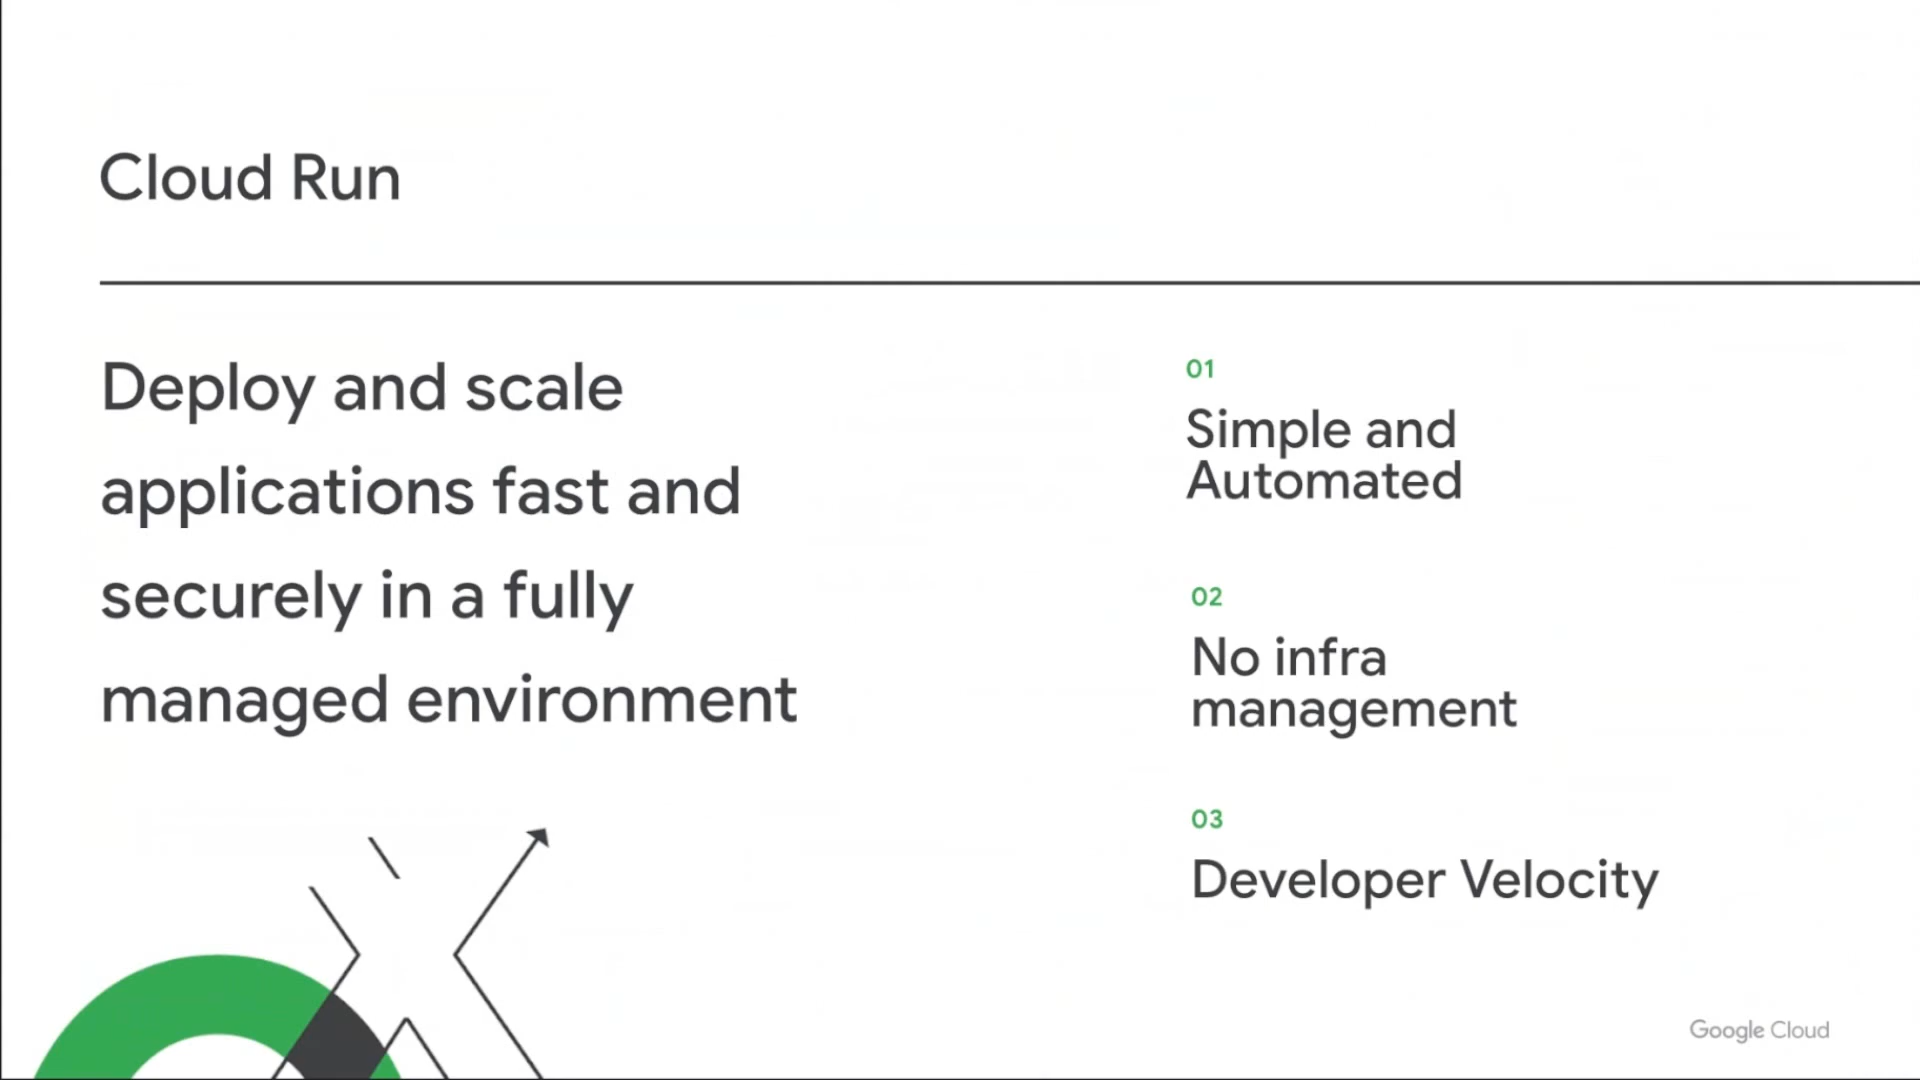 Cloud Run
Deploy and scale
applications fast and
securely in a fully
managed environment
01
Simple and
Automated
02
No infra
management
03
Developer Velocity
Google Cloud